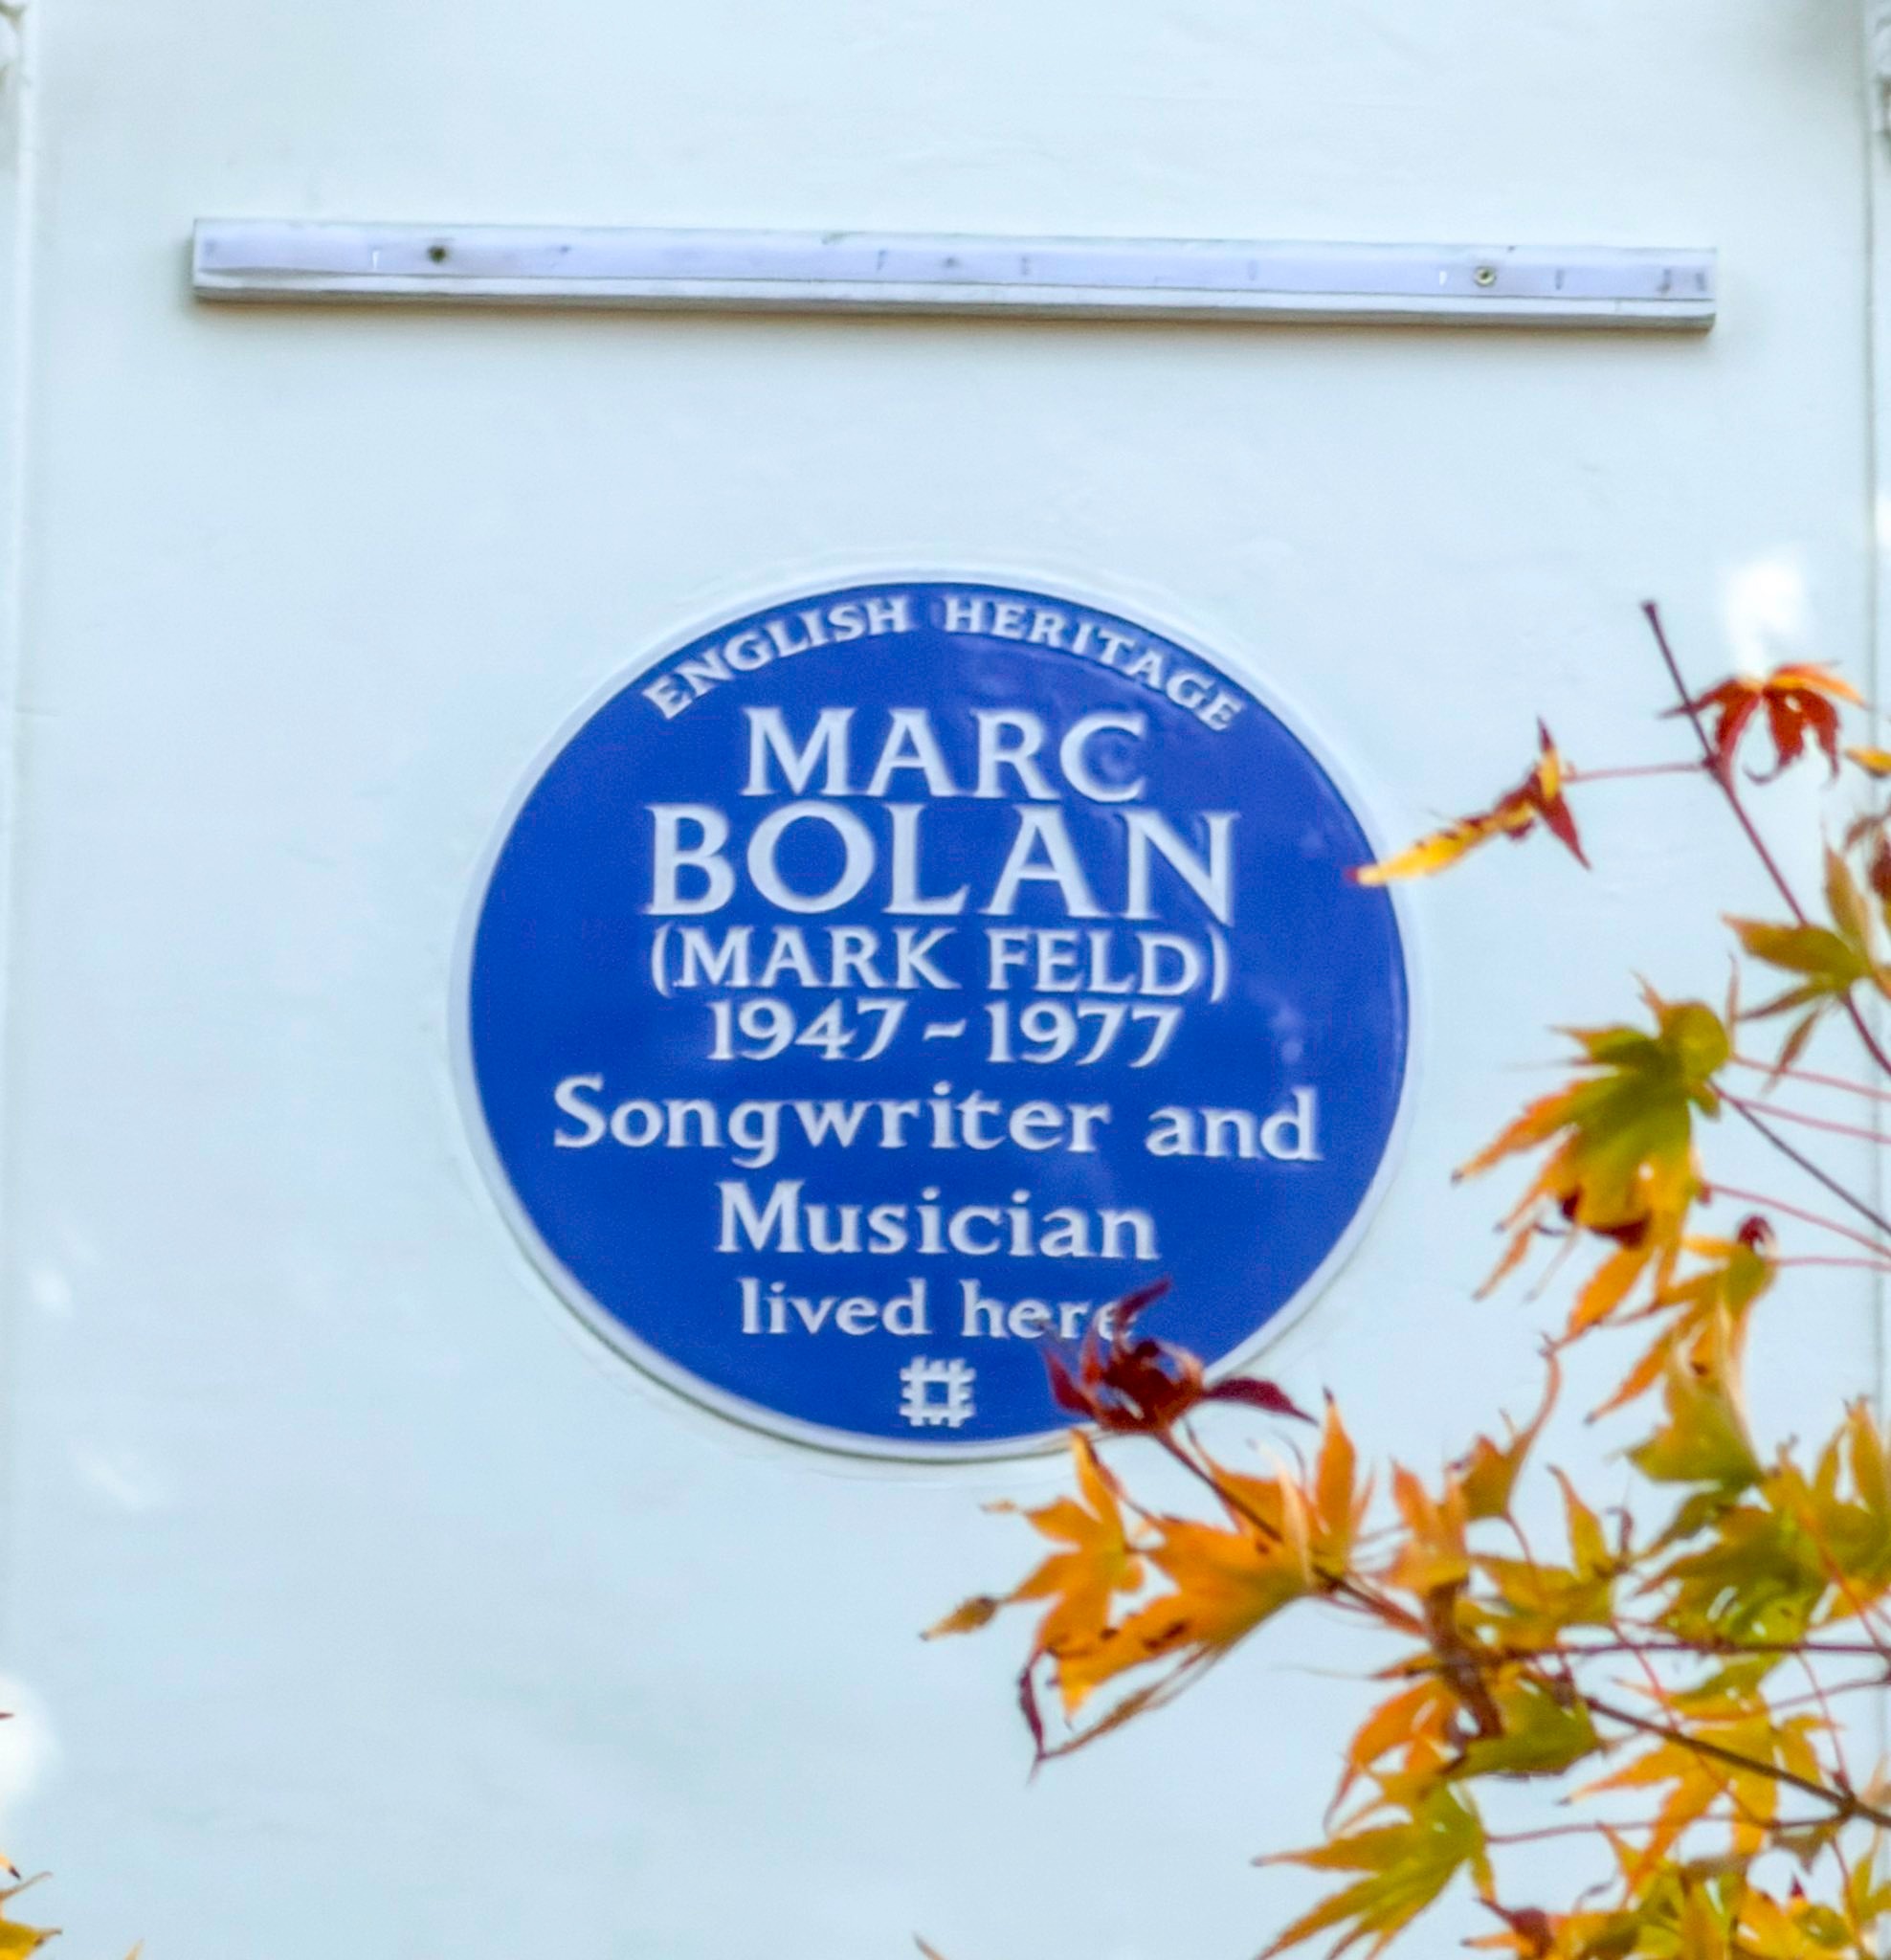 ENGLISH HERITAGE
MARC
BOLAN
(MARK FELD)
1947 ~ 1977
Songwriter and
Musician
lived here